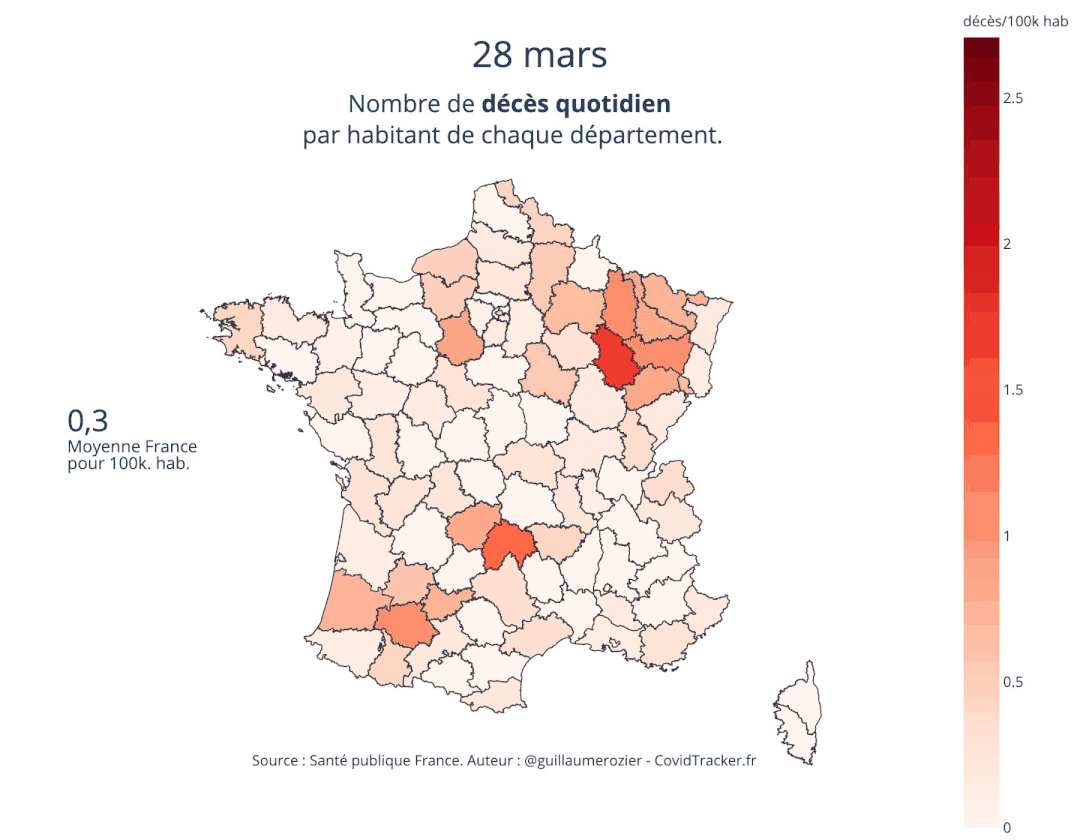 décès/100k hab
28 mars
Nombre de décès quotidien
par habitant de chaque département.
2.5
2
1.5
1
0.5
0
0,3
Moyenne France
pour 100k. hab.
Source : Santé publique France. Auteur : @guillaumerozier - CovidTracker.fr